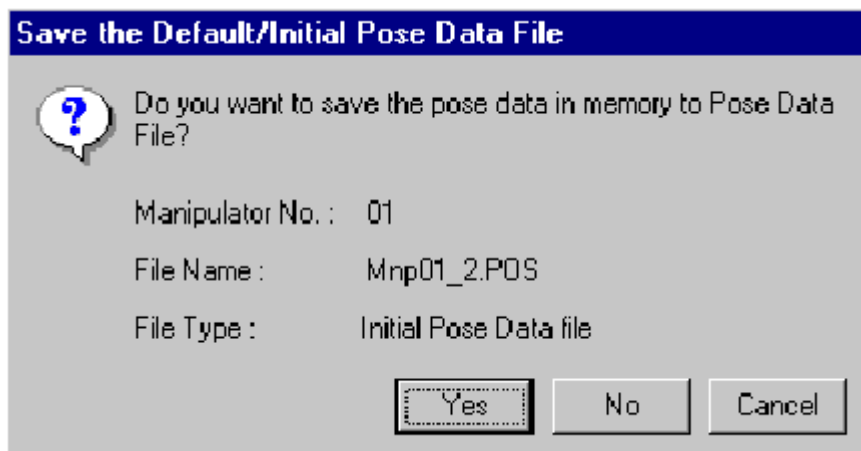 Save the Default/Initial Pose Data File
?
Do you want to save the pose data in memory to Pose Data
File?
Manipulator No. : 01
File Name : Mnp01_2.POS
File Type : Initial Pose Data file
Yes No Cancel